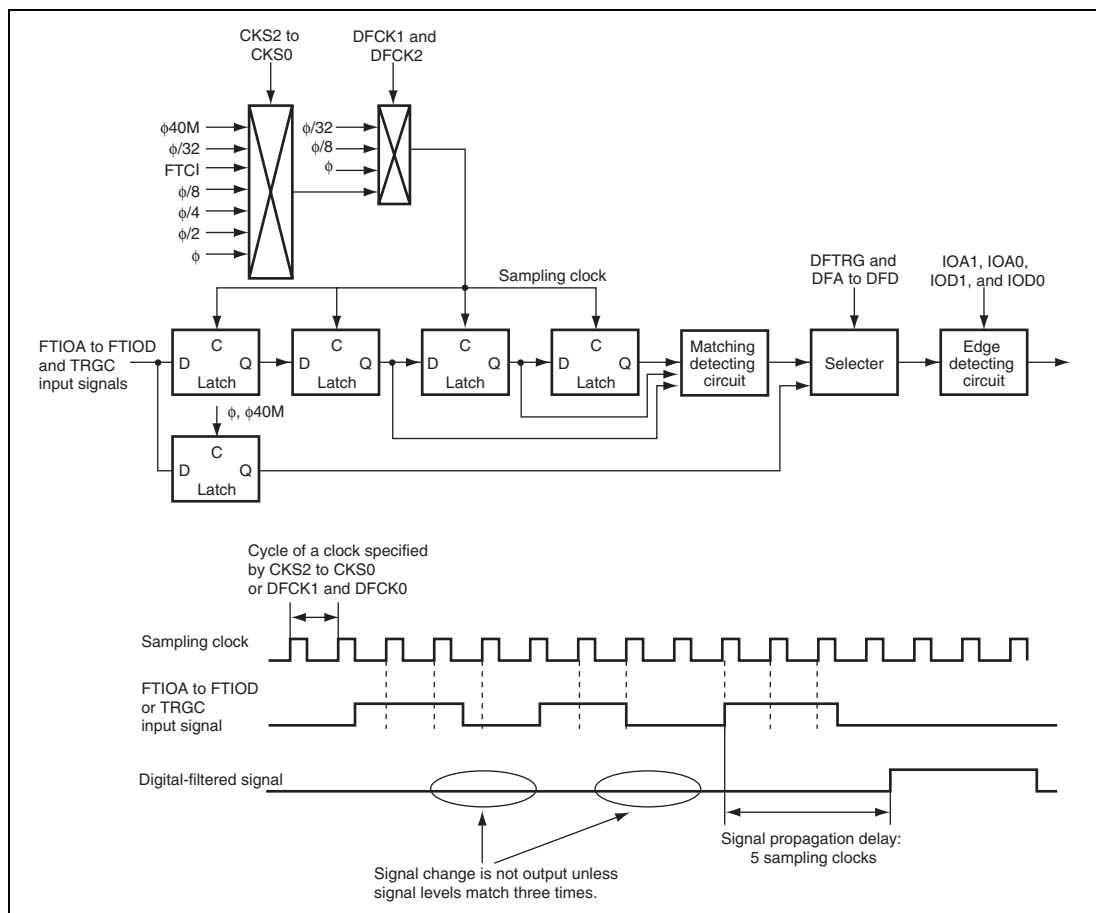 CKS2 to
CKS0
DFCK1 and
DFCK2
ϕ40M
ϕ/32
FTCI
ϕ/8
ϕ/4
ϕ/2
ϕ
ϕ/32
ϕ/8
ϕ
Sampling clock
DFTRG and
DFA to DFD
IOA1, IOA0,
IOD1, and IOD0
FTIOA to FTIOD
and TRGC
input signals
C
D Q
Latch
C
D Q
Latch
C
D Q
Latch
C
D Q
Latch
Matching
detecting
circuit
Selecter
Edge
detecting
circuit
ϕ, ϕ40M
C
D Q
Latch
Cycle of a clock specified
by CKS2 to CKS0
or DFCK1 and DFCK0
Sampling clock
FTIOA to FTIOD
or TRGC
input signal
Digital-filtered signal
Signal propagation delay:
5 sampling clocks
Signal change is not output unless
signal levels match three times.